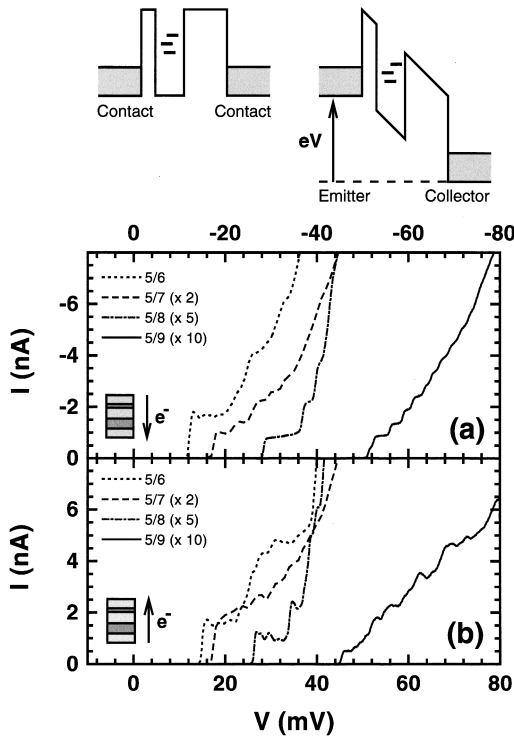 Contact
Contact
eV
Emitter
Collector
0
-20
-40
-60
-80
5/6
5/7 (x 2)
5/8 (x 5)
5/9 (x 10)
I (nA)
-6
-4
-2
0
e-
(a)
5/6
5/7 (x 2)
5/8 (x 5)
5/9 (x 10)
I (nA)
6
4
2
0
e-
(b)
0
20
40
60
80
V (mV)